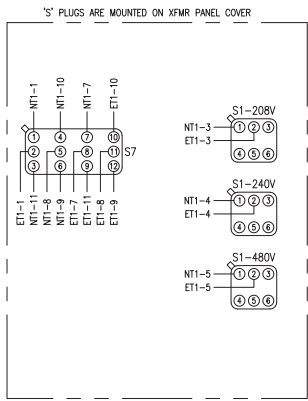 'S' PLUGS ARE MOUNTED ON XFMR PANEL COVER
NT1-1
NT1-10
NT1-7
ET1-10
1 4 7 10
2 5 8 11
3 6 9 12
S7
ET1-1
NT1-11
NT1-8
NT1-9
ET1-7
ET1-11
ET1-8
ET1-9
S1-208V
NT1-3
ET1-3
1 2 3
4 5 6
S1-240V
NT1-4
ET1-4
1 2 3
4 5 6
S1-480V
NT1-5
ET1-5
1 2 3
4 5 6